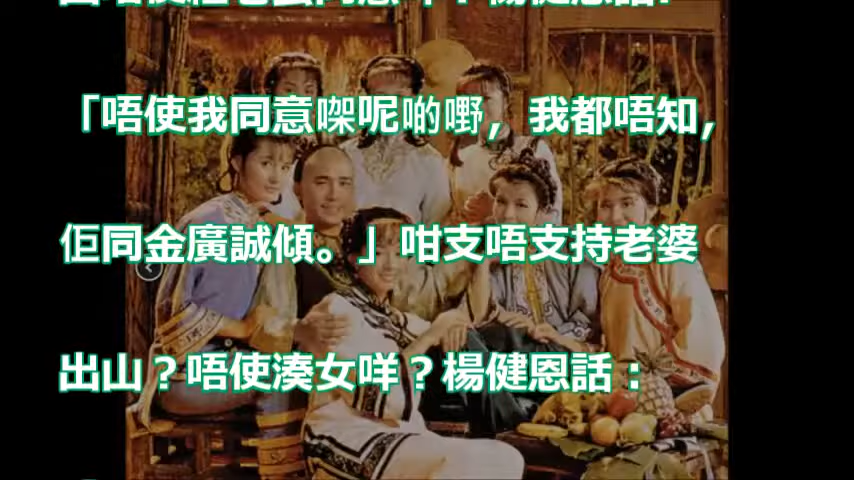 「唔使我同意㗎呢啲嘢，我都唔知，
佢同金廣誠傾。」咁支唔支持老婆
出山？唔使湊女咩？楊健恩話：